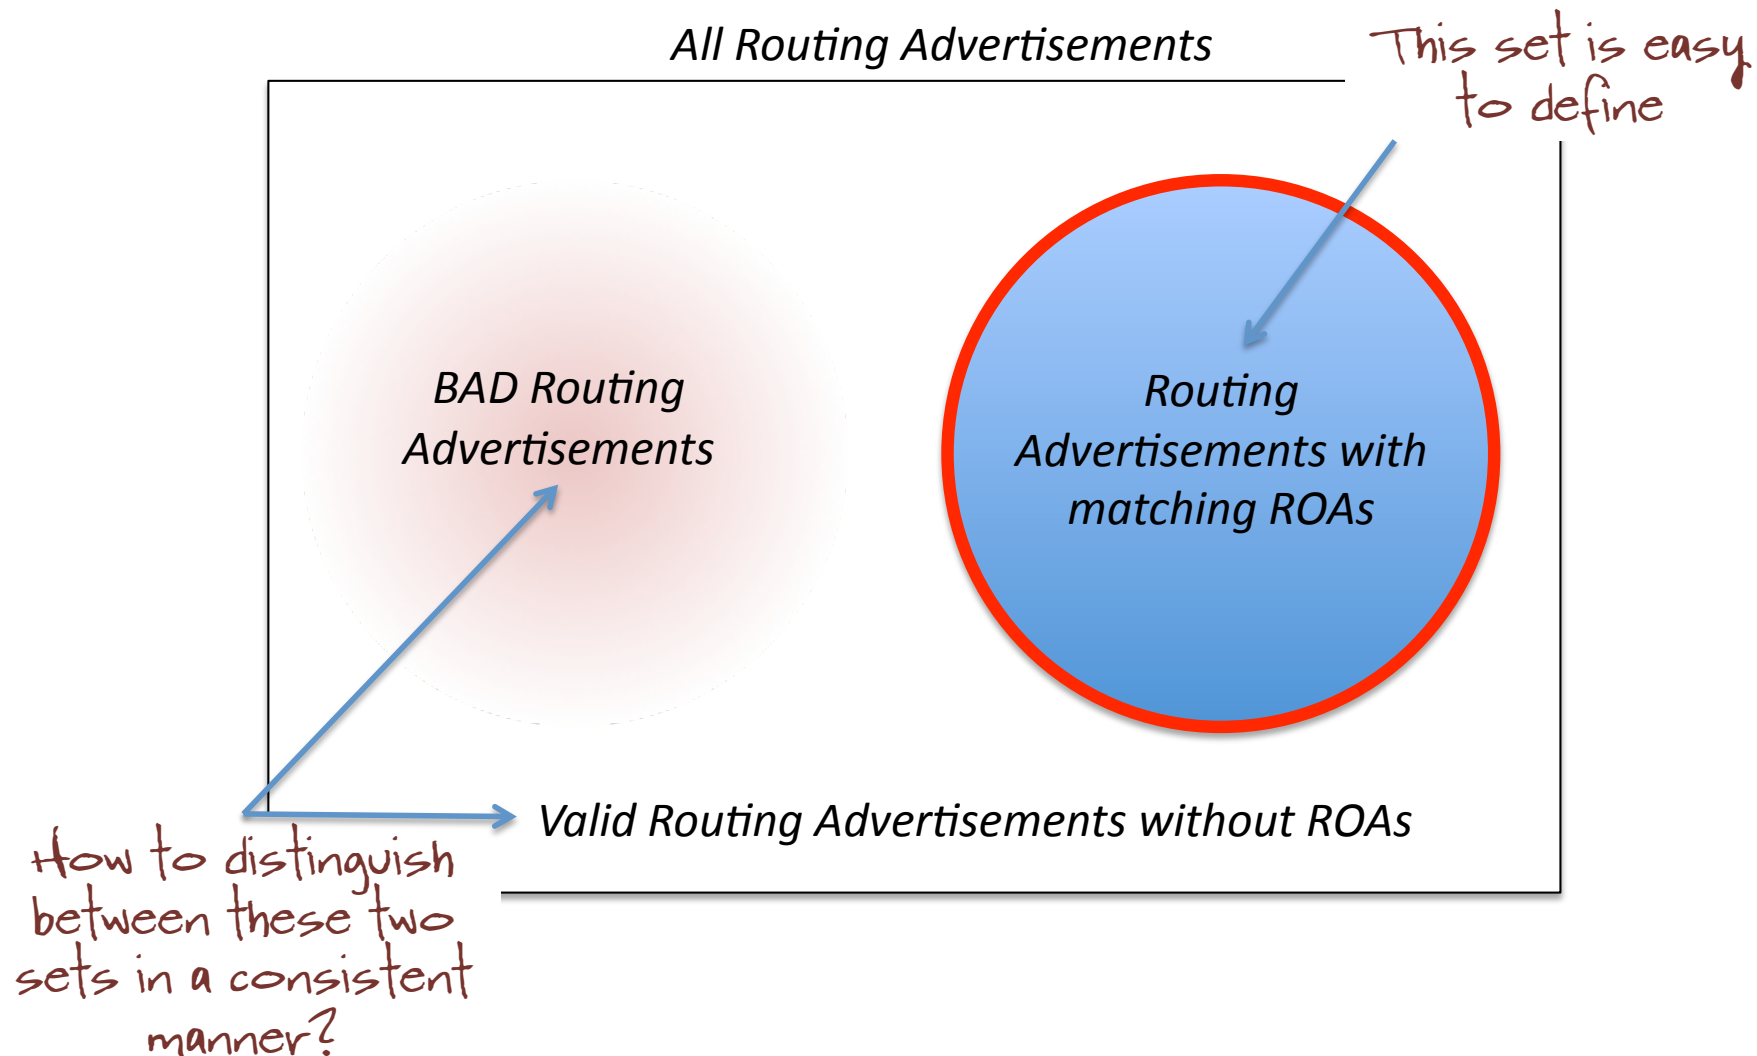 All Routing Advertisements
This set is easy
to define
BAD Routing
Advertisements
Routing
Advertisements with
matching ROAs
Valid Routing Advertisements without ROAs
How to distinguish
between these two
sets in a consistent
manner?